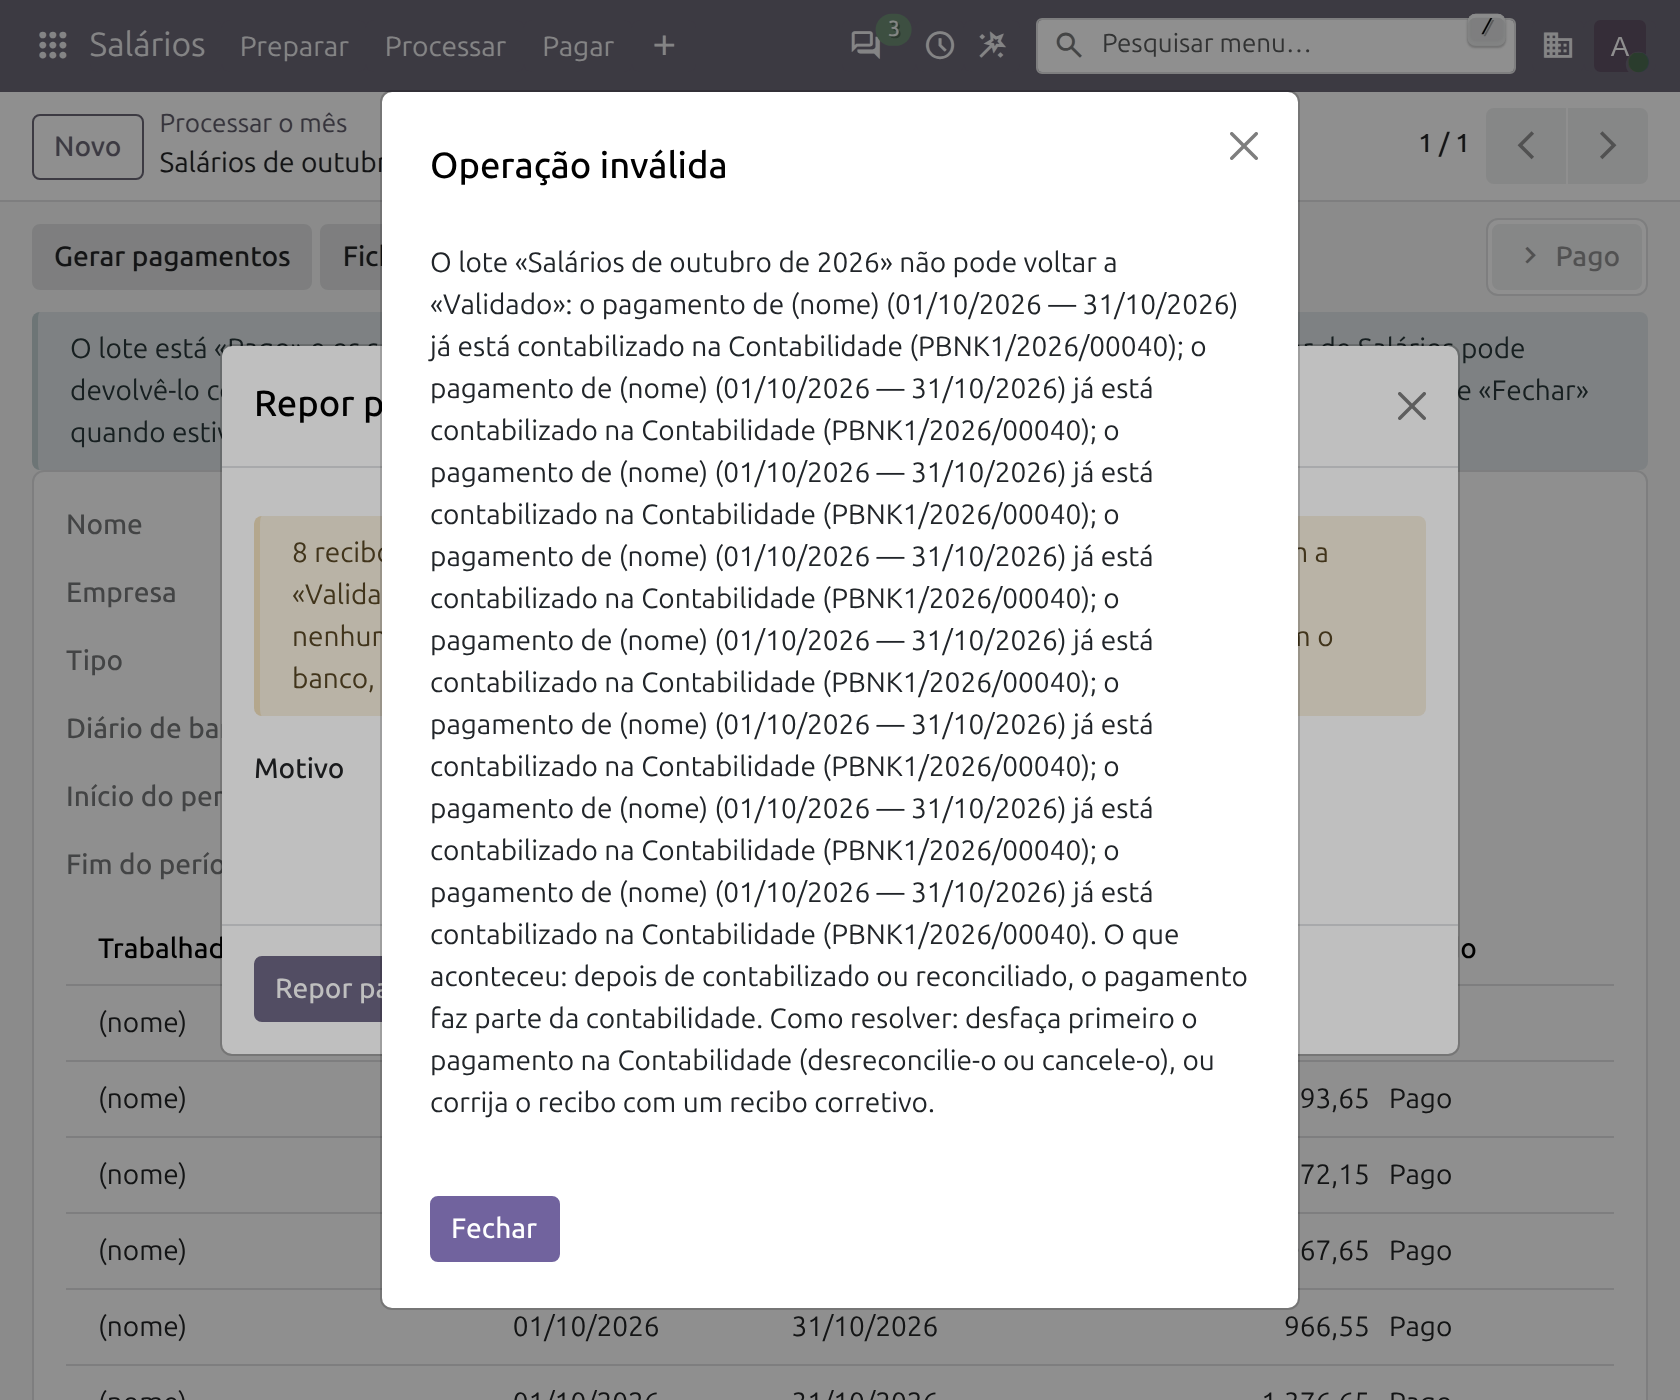 Salários Preparar Processar Pagar + 3 Pesquisar menu... / A
Novo Processar o mês 1 / 1
Salários de outubr
Gerar pagamentos Fich > Pago
O lote está pode
devolvê-lo e «Fechar»
quando
Repor p
Nome
Empresa
Tipo
Diário de
Início do
Fim do
8
«Valida
banco,
n a
n o
Motivo
Repor
Operação inválida
O lote «Salários de outubro de 2026» não pode voltar a
«Validado»: o pagamento de (nome) (01/10/2026 — 31/10/2026)
já está contabilizado na Contabilidade (PBNK1/2026/00040); o
pagamento de (nome) (01/10/2026 — 31/10/2026) já está
contabilizado na Contabilidade (PBNK1/2026/00040); o
pagamento de (nome) (01/10/2026 — 31/10/2026) já está
contabilizado na Contabilidade (PBNK1/2026/00040); o
pagamento de (nome) (01/10/2026 — 31/10/2026) já está
contabilizado na Contabilidade (PBNK1/2026/00040); o
pagamento de (nome) (01/10/2026 — 31/10/2026) já está
contabilizado na Contabilidade (PBNK1/2026/00040); o
pagamento de (nome) (01/10/2026 — 31/10/2026) já está
contabilizado na Contabilidade (PBNK1/2026/00040); o
pagamento de (nome) (01/10/2026 — 31/10/2026) já está
contabilizado na Contabilidade (PBNK1/2026/00040); o
pagamento de (nome) (01/10/2026 — 31/10/2026) já está
contabilizado na Contabilidade (PBNK1/2026/00040). O que
aconteceu: depois de contabilizado ou reconciliado, o pagamento
faz parte da contabilidade. Como resolver: desfaça primeiro o
pagamento na Contabilidade (desreconcilie-o ou cancele-o), ou
corrija o recibo com um recibo corretivo.
Fechar
Trabalhad o
(nome)
(nome) 93,65 Pago
(nome) 72,15 Pago
(nome) 67,65 Pago
(nome) 01/10/2026 31/10/2026 966,55 Pago
(nome) 01/10/2026 31/10/2026 1 376,65 Pago